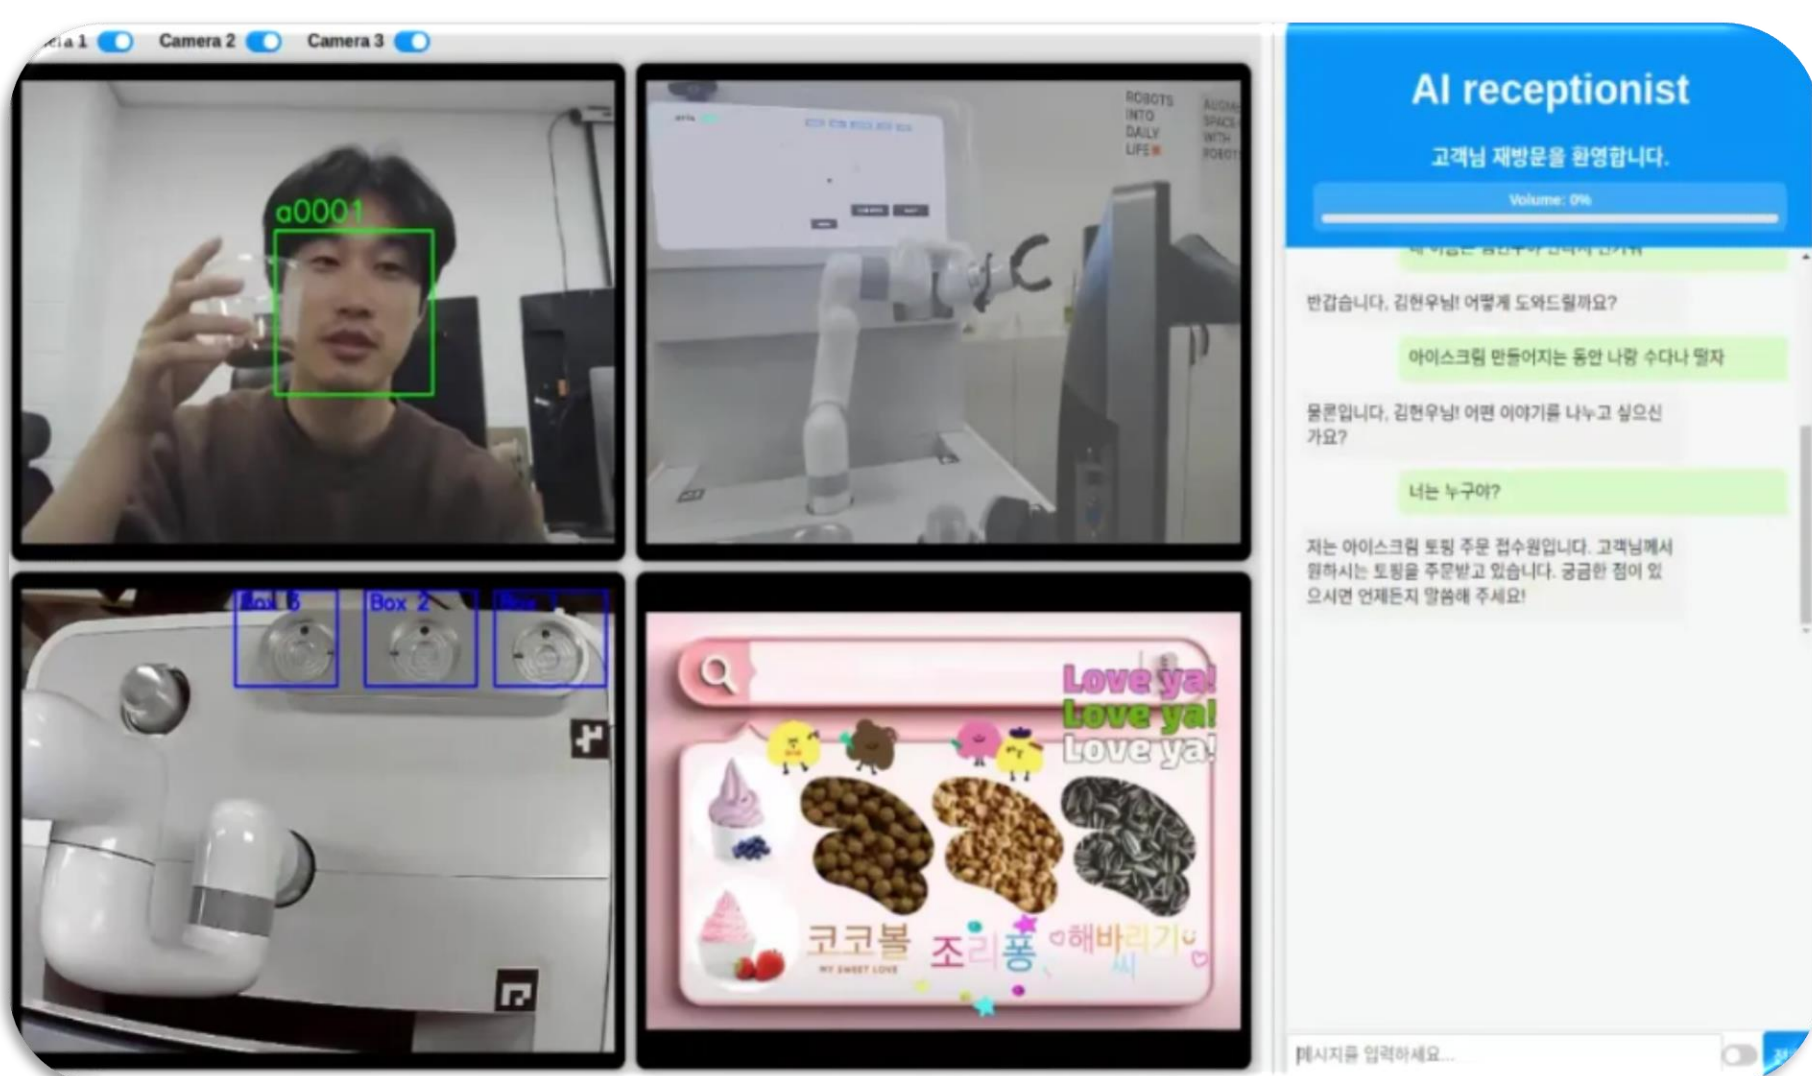 Camera 2
Camera 3
a0001
ROBOTS
INTO
DAILY
LIFE
WITH
Box 3
Box 2
Box 1
Love ya!
Love ya!
Love ya!
코코볼
MY SWEET LOVE
조리퐁
해바라기
씨
AI receptionist
고객님 재방문을 환영합니다.
Volume: 0%
반갑습니다, 김현우님! 어떻게 도와드릴까요?
아이스크림 만들어지는 동안 나랑 수다나 떨자
물론입니다, 김현우님! 어떤 이야기를 나누고 싶으신
가요?
너는 누구야?
저는 아이스크림 토핑 주문 접수원입니다. 고객님께서
원하시는 토핑을 주문받고 있습니다. 궁금한 점이 있
으시면 언제든지 말씀해 주세요!
메시지를 입력하세요...